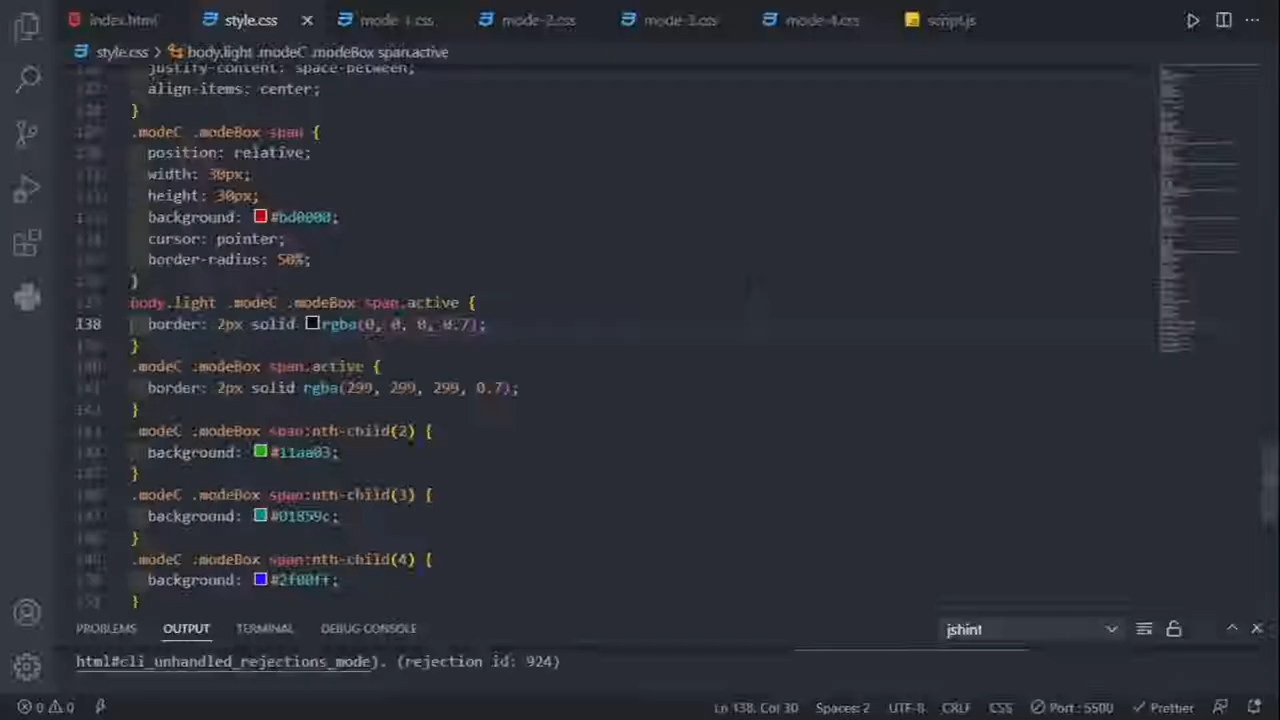 index.html style.css mode-1.css mode-2.css mode-3.css mode-4.css script.js
style.css > body.light .modeC .modeBox span.active
justify-content: space-between;
align-items: center;
}
.modeC .modeBox span {
position: relative;
width: 30px;
height: 30px;
background: #bd0000;
cursor: pointer;
border-radius: 50%;
}
body.light .modeC .modeBox span.active {
138 border: 2px solid rgba(0, 0, 0, 0.7);
}
.modeC .modeBox span.active {
border: 2px solid rgba(299, 299, 299, 0.7);
}
.modeC .modeBox span:nth-child(2) {
background: #11aa03;
}
.modeC .modeBox span:nth-child(3) {
background: #01859c;
}
.modeC .modeBox span:nth-child(4) {
background: #2f00ff;
}
PROBLEMS OUTPUT TERMINAL DEBUG CONSOLE jshint
html#cli_unhandled_rejections_mode). (rejection id: 924)
0 0 Ln 138, Col 30 Spaces: 2 UTF-8 CRLF CSS Port : 5500 Prettier